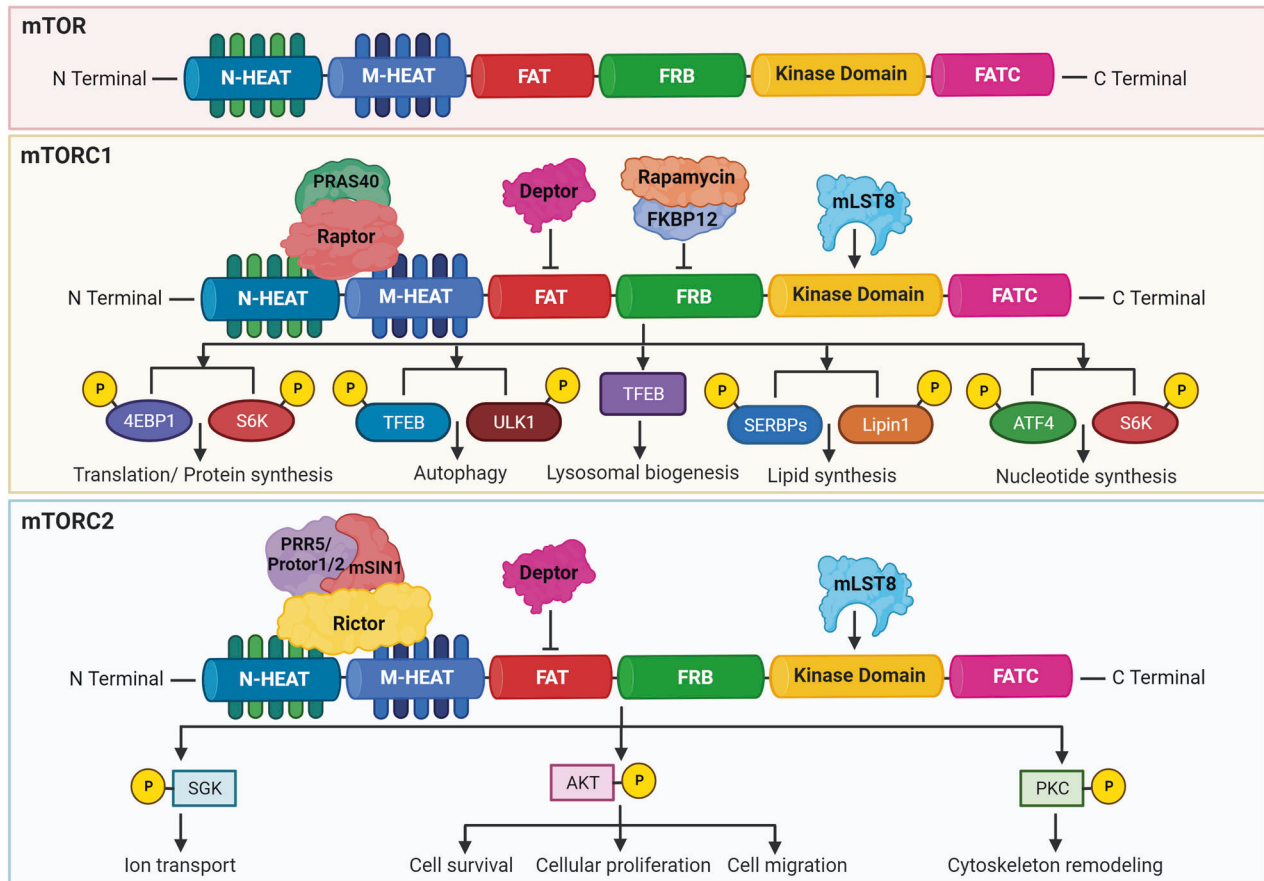 mTOR
N Terminal
N-HEAT
M-HEAT
FAT
FRB
Kinase Domain
FATC
C Terminal
mTORC1
PRAS40
Raptor
Deptor
Rapamycin
FKBP12
mLST8
N Terminal
N-HEAT
M-HEAT
FAT
FRB
Kinase Domain
FATC
C Terminal
P
4EBP1
S6K
P
P
TFEB
ULK1
P
TFEB
P
SERBPs
Lipin1
P
P
ATF4
S6K
P
Translation/ Protein synthesis
Autophagy
Lysosomal biogenesis
Lipid synthesis
Nucleotide synthesis
mTORC2
PRR5/
Protor1/2
mSIN1
Rictor
Deptor
mLST8
N Terminal
N-HEAT
M-HEAT
FAT
FRB
Kinase Domain
FATC
C Terminal
P
SGK
AKT
P
PKC
P
Ion transport
Cell survival
Cellular proliferation
Cell migration
Cytoskeleton remodeling